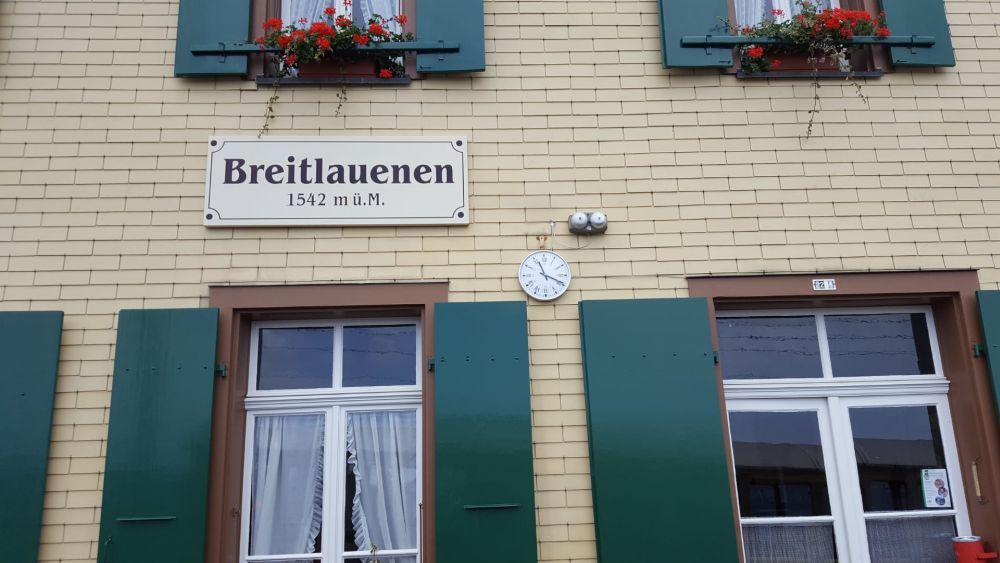 Breitlauenen
1542 m ü.M.